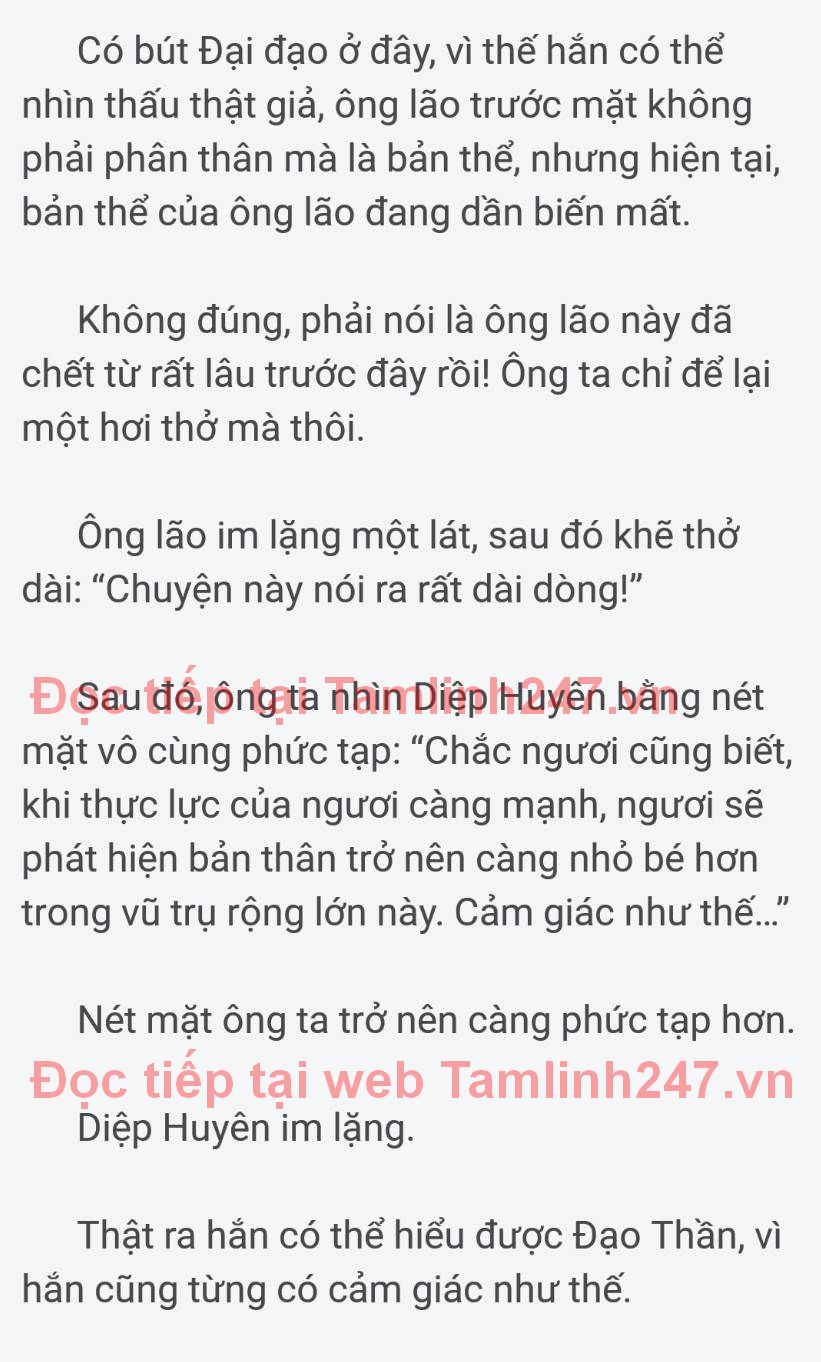 Có bút Đại đạo ở đây, vì thế hắn có thể
nhìn thấu thật giả, ông lão trước mặt không
phải phân thân mà là bản thể, nhưng hiện tại,
bản thể của ông lão đang dần biến mất.
Không đúng, phải nói là ông lão này đã
chết từ rất lâu trước đây rồi! Ông ta chỉ để lại
một hơi thở mà thôi.
Ông lão im lặng một lát, sau đó khẽ thở
dài: “Chuyện này nói ra rất dài dòng!”
Đọc tiếp tại Tamlinh247.vn
Sau đó, ông ta nhìn Diệp Huyên bằng nét
mặt vô cùng phức tạp: “Chắc ngươi cũng biết,
khi thực lực của ngươi càng mạnh, ngươi sẽ
phát hiện bản thân trở nên càng nhỏ bé hơn
trong vũ trụ rộng lớn này. Cảm giác như thế...”
Nét mặt ông ta trở nên càng phức tạp hơn.
Đọc tiếp tại web Tamlinh247.vn
Diệp Huyên im lặng.
Thật ra hắn có thể hiểu được Đạo Thần, vì
hắn cũng từng có cảm giác như thế.